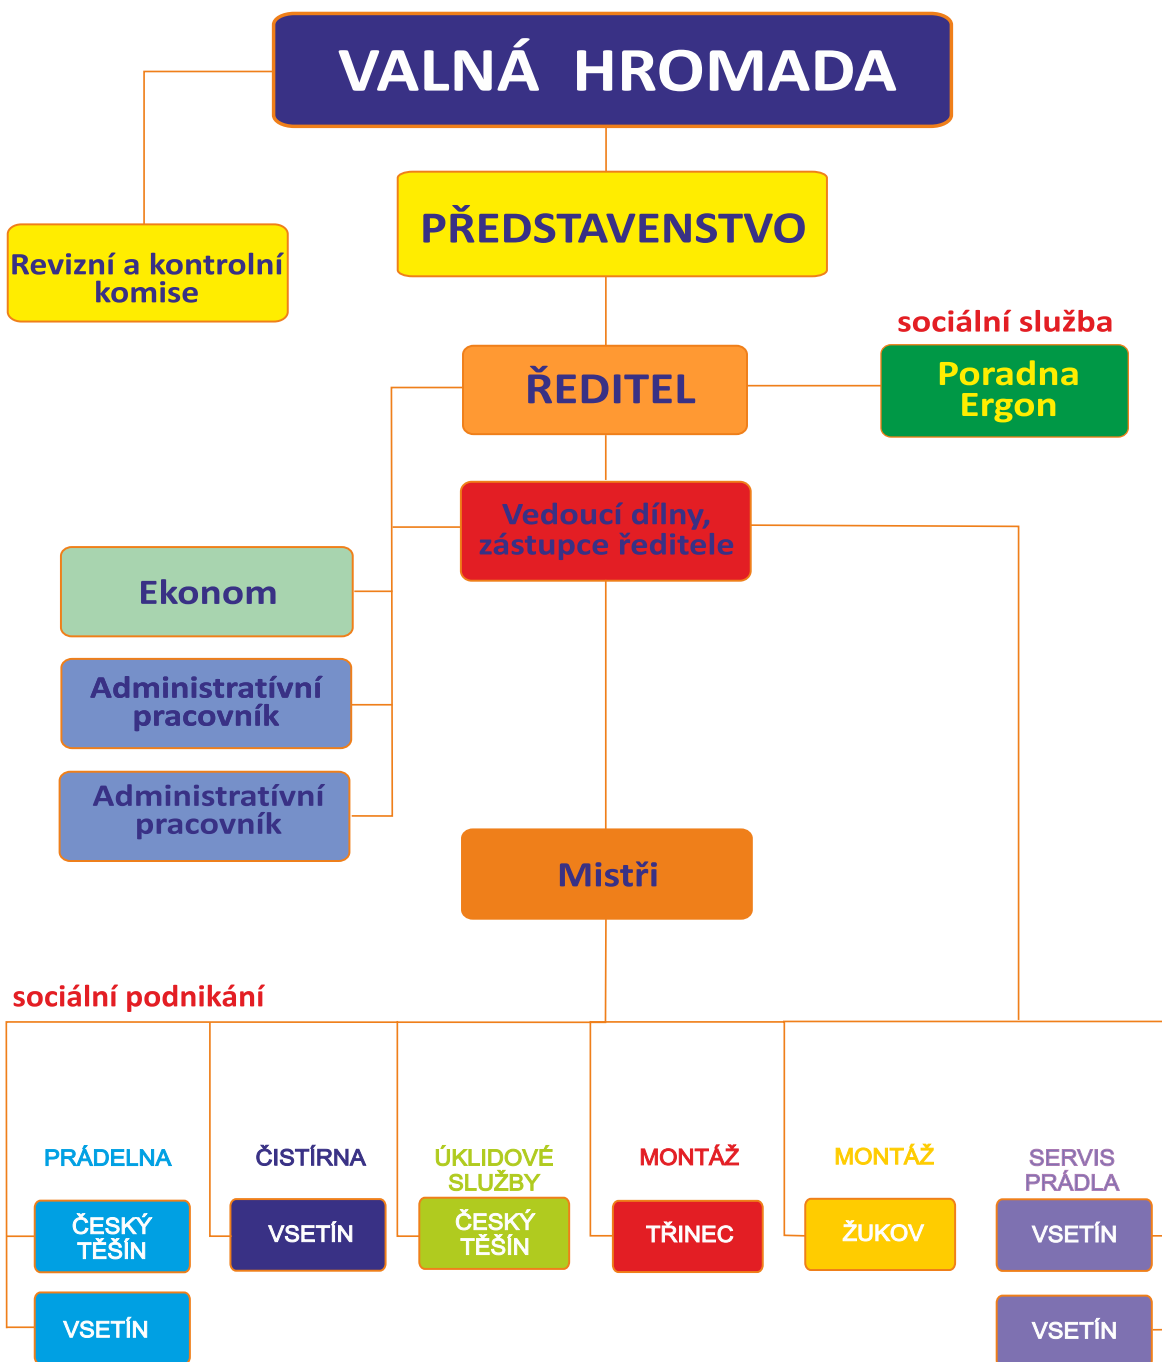 VALNÁ HROMADA
PŘEDSTAVENSTVO
Revizní a kontrolní
komise
sociální služba
ŘEDITEL
Poradna
Ergon
Vedoucí dílny,
zástupce ředitele
Ekonom
Administratívní
pracovník
Administratívní
pracovník
Mistři
sociální podnikání
PRÁDELNA
ČESKÝ
TĚŠÍN
VSETÍN
ČISTÍRNA
VSETÍN
ÚKLIDOVÉ
SLUŽBY
ČESKÝ
TĚŠÍN
MONTÁŽ
TŘINEC
MONTÁŽ
ŽUKOV
SERVIS
PRÁDLA
VSETÍN
VSETÍN